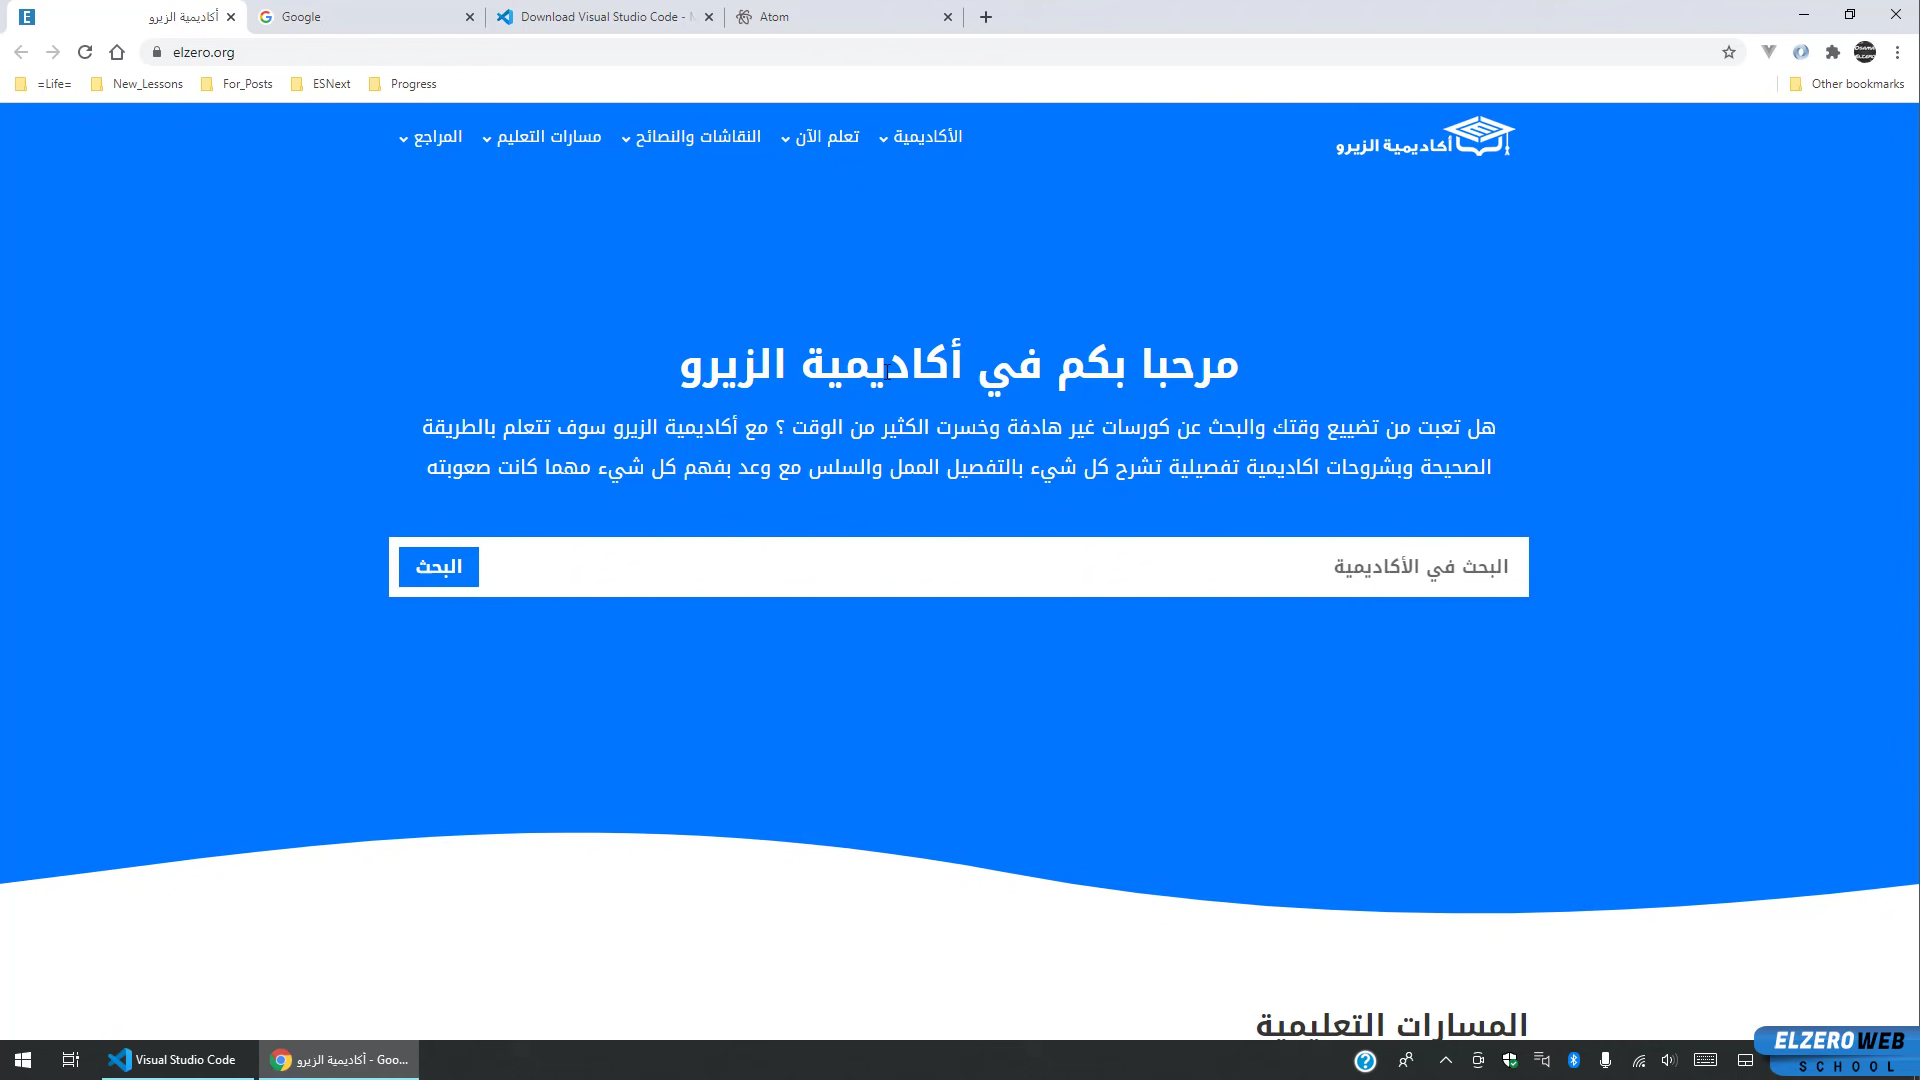 أكاديمية الزيرو
Google
Download Visual Studio Code -
Atom
elzero.org
=Life=
New_Lessons
For_Posts
ESNext
Progress
Other bookmarks
أكاديمية الزيرو
الأكاديمية
تعلم الآن
النقاشات والنصائح
مسارات التعليم
المراجع
مرحبا بكم في أكاديمية الزيرو
هل تعبت من تضييع وقتك والبحث عن كورسات غير هادفة وخسرت الكثير من الوقت ؟ مع أكاديمية الزيرو سوف تتعلم بالطريقة
الصحيحة وبشروحات اكاديمية تفصيلية تشرح كل شيء بالتفصيل الممل والسلس مع وعد بفهم كل شيء مهما كانت صعوبته
البحث في الأكاديمية
البحث
المسارات التعليمية
Visual Studio Code
أكاديمية الزيرو - Goo...
ELZERO WEB
SCHOOL